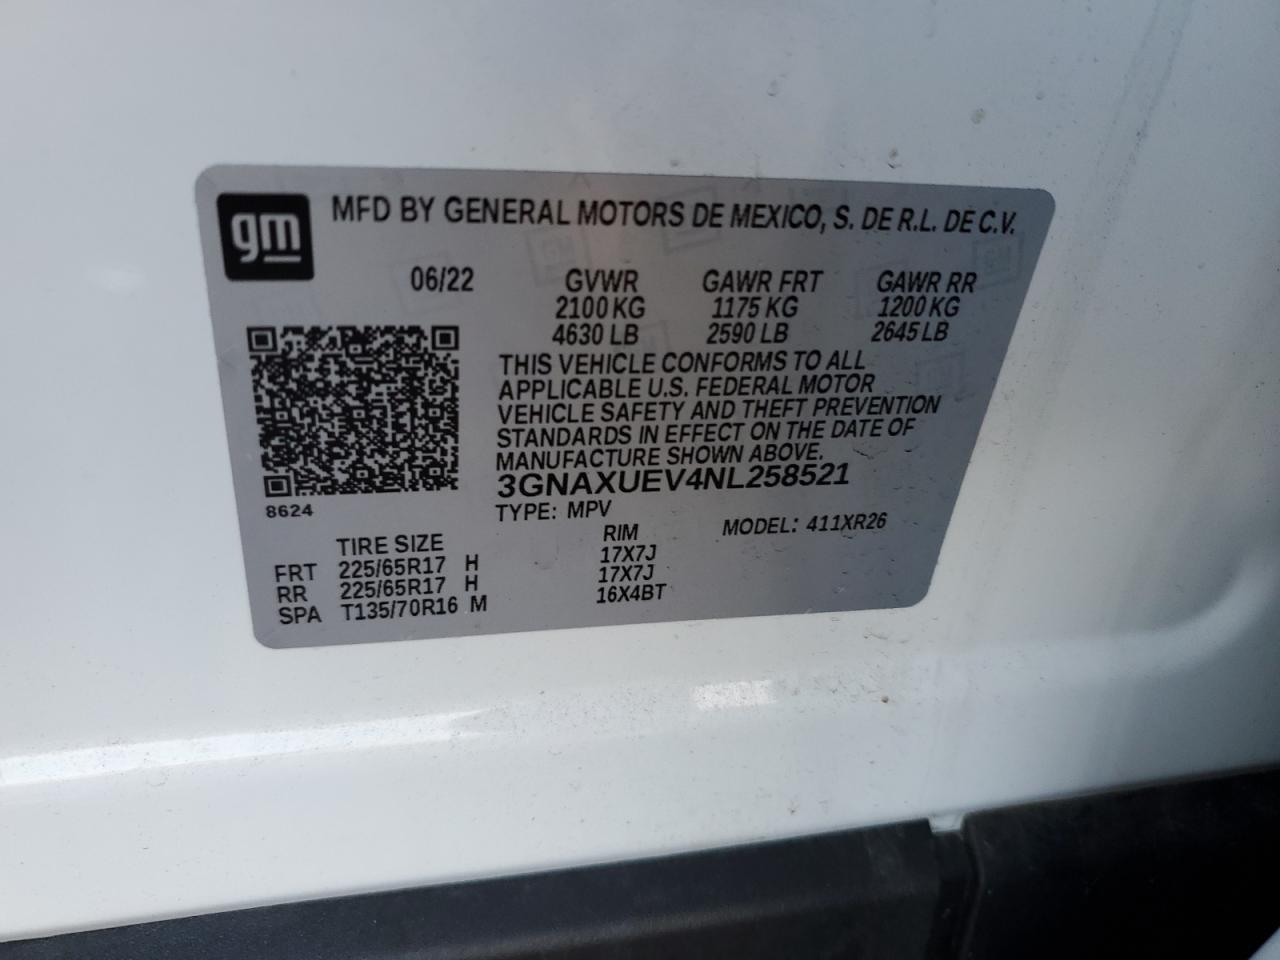 gm
MFD BY GENERAL MOTORS DE MEXICO, S. DE R.L. DE C.V.
06/22 GVWR GAWR FRT GAWR RR
2100 KG 1175 KG 1200 KG
4630 LB 2590 LB 2645 LB
THIS VEHICLE CONFORMS TO ALL
APPLICABLE U.S. FEDERAL MOTOR
VEHICLE SAFETY AND THEFT PREVENTION
STANDARDS IN EFFECT ON THE DATE OF
MANUFACTURE SHOWN ABOVE.
3GNAXUEV4NL258521
8624
TYPE: MPV MODEL: 411XR26
TIRE SIZE RIM
FRT 225/65R17 H 17X7J
RR 225/65R17 H 17X7J
SPA T135/70R16 M 16X4BT